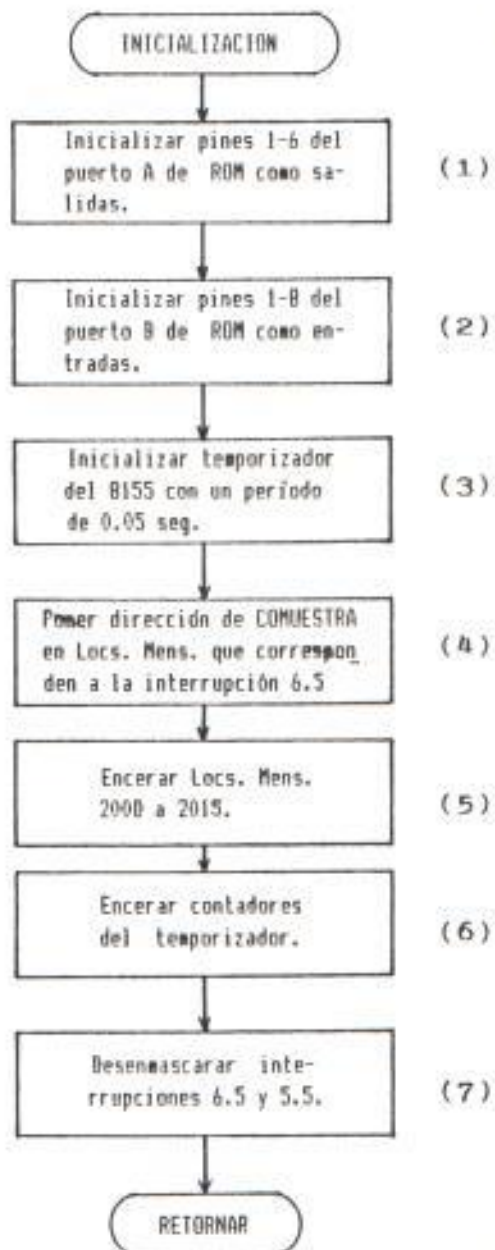 INICIALIZACION
Inicializar pines 1-6 del
puerto A de ROM como sa-
lidas.
(1)
Inicializar pines 1-8 del
puerto B de ROM como en-
tradas.
(2)
Inicializar temporizador
del 8155 con un período
de 0.05 seg.
(3)
Poner dirección de COMUESTRA
en Locs. Mens. que correspon
den a la interrupción 6.5
(4)
Encerar Locs. Mens.
2000 a 2015.
(5)
Encerar contadores
del temporizador.
(6)
Desenmascarar inte-
rrupciones 6.5 y 5.5.
(7)
RETORNAR